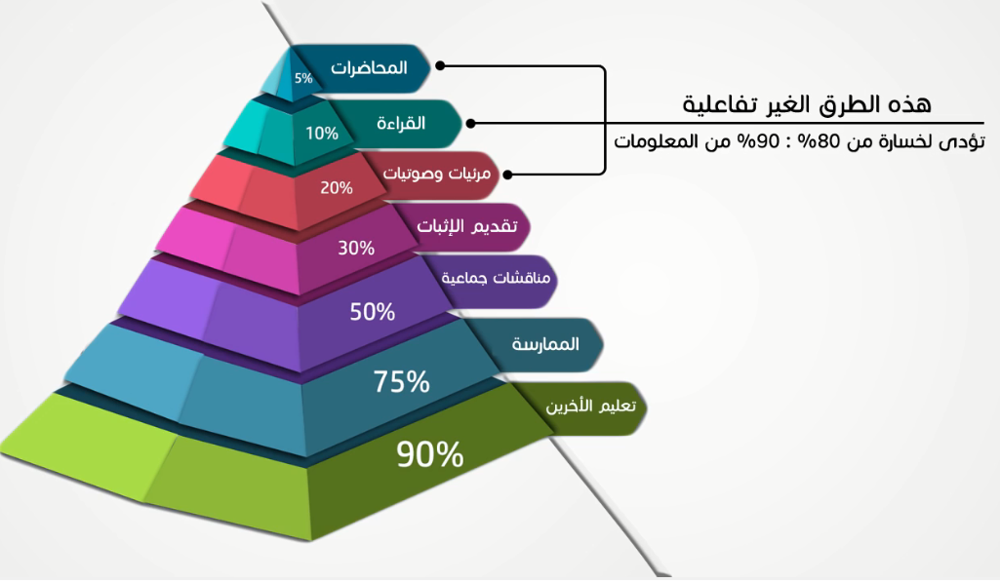 المحاضرات
5%
القراءة
10%
مرئيات وصوتيات
20%
تقديم الإثبات
30%
مناقشات جماعية
50%
الممارسة
75%
تعليم الأخرين
90%
هذه الطرق الغير تفاعلية
تؤدى لخسارة من 80% : 90% من المعلومات